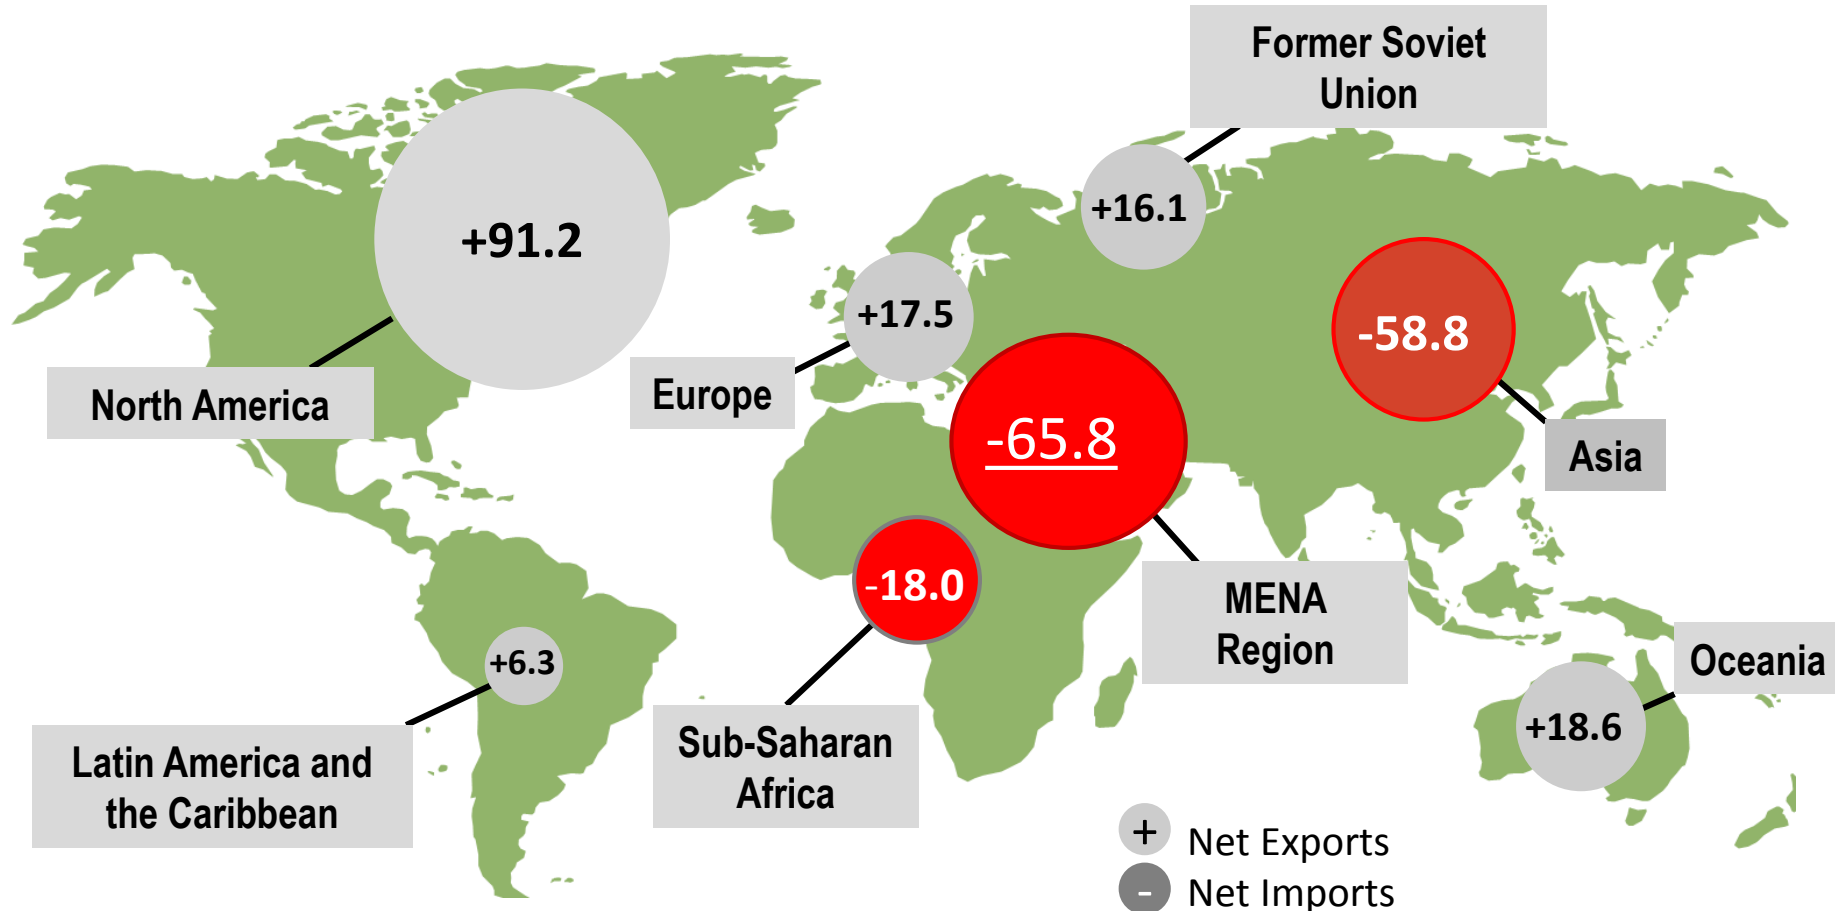 Former Soviet
Union
+91.2
+16.1
+17.5
-58.8
North America
Europe
-65.8
Asia
-18.0
MENA
Region
+6.3
Oceania
+18.6
Latin America and
the Caribbean
Sub-Saharan
Africa
+ Net Exports
- Net Imports